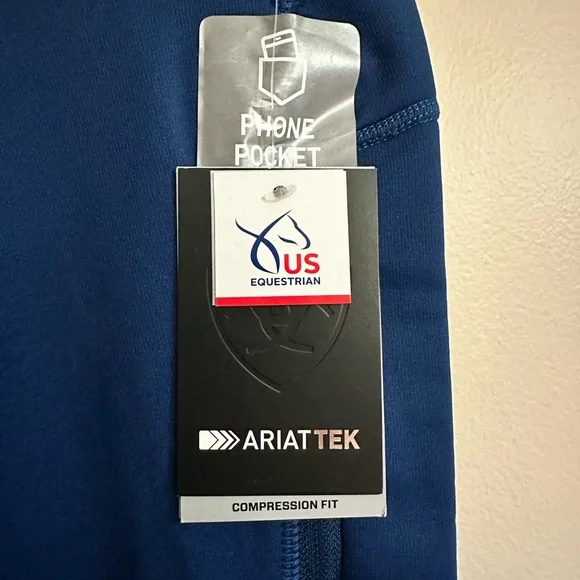 PHONE
POCKET
US
EQUESTRIAN
ARIATTEK
COMPRESSION FIT